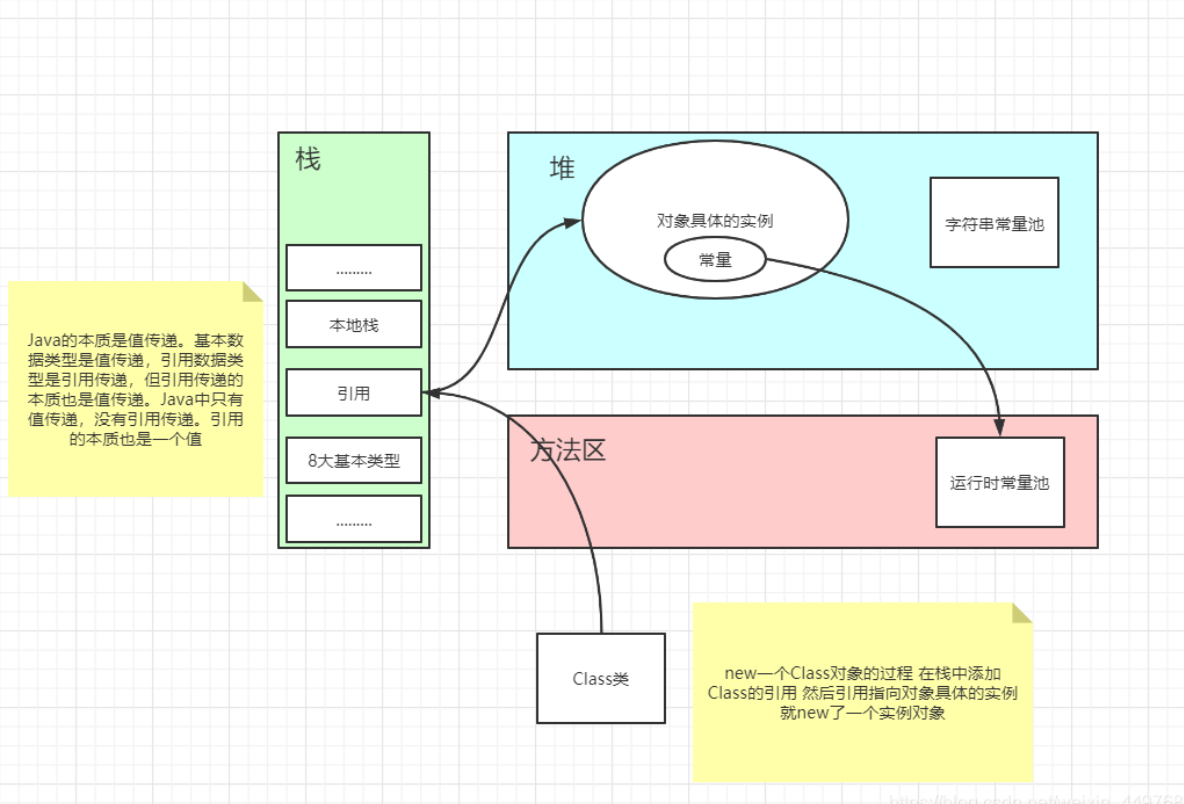 栈
堆
对象具体的实例
常量
字符串常量池
.........
本地栈
引用
8大基本类型
.........
Java的本质是值传递。基本数
据类型是值传递，引用数据类
型是引用传递，但引用传递的
本质也是值传递。Java中只有
值传递，没有引用传递。引用
的本质也是一个值
方法区
运行时常量池
Class类
new一个Class对象的过程 在栈中添加
Class的引用 然后引用指向对象具体的实例
就new了一个实例对象
https://blog.csdn.net/weixin_449768